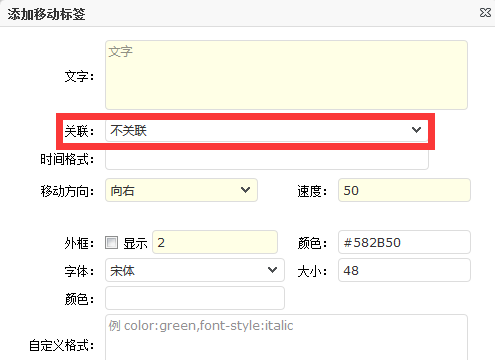 添加移动标签
文字： 文字
关联： 不关联
时间格式：
移动方向： 向右 速度： 50
外框： 显示 2 颜色： #582B50
字体： 宋体 大小： 48
颜色：
自定义格式： 例 color:green,font-style:italic